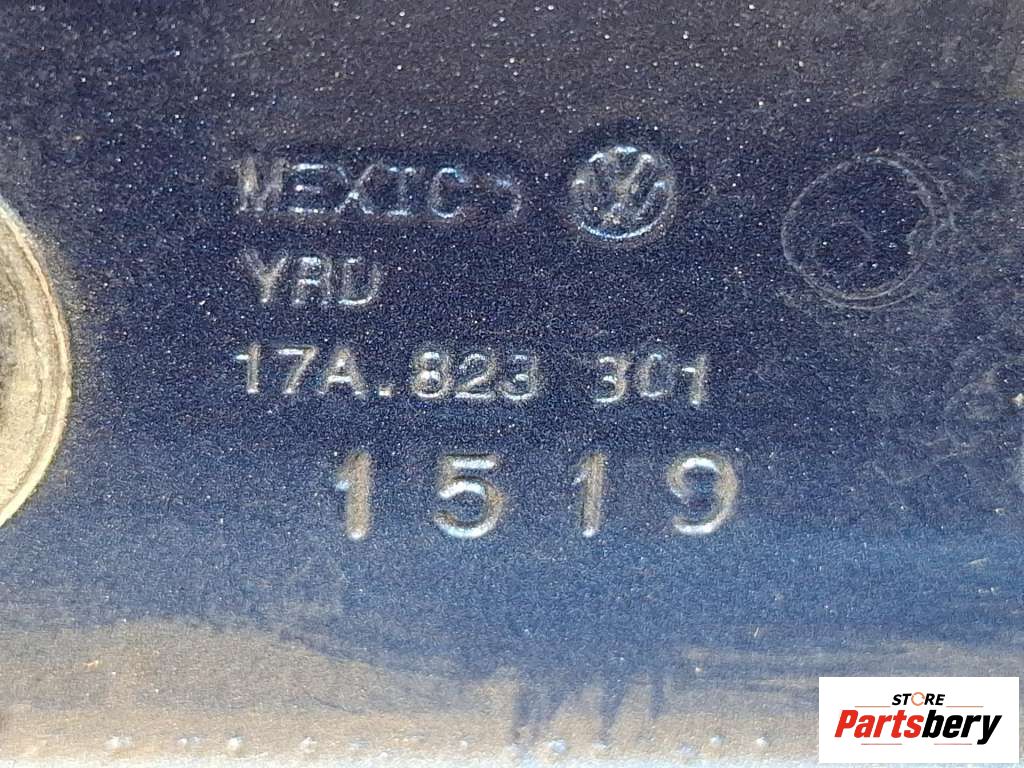 MEXICO
YRD
17A.823 301
1519
STORE
Partsbery